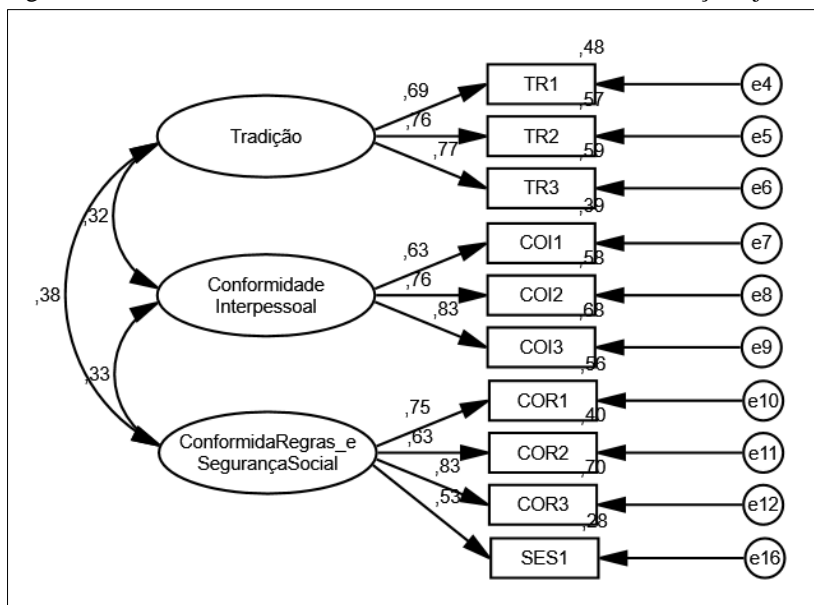 ,48
,69
TR1
e4
,57
,76
Tradição
TR2
e5
,59
,77
TR3
e6
,39
,32
,63
COI1
e7
,58
,76
Conformidade
Interpessoal
COI2
e8
,68
,38
,83
COI3
e9
,56
,33
,75
COR1
e10
,40
,63
ConformidaRegras_e
SegurançaSocial
COR2
e11
,70
,83
COR3
e12
,28
,53
SES1
e16